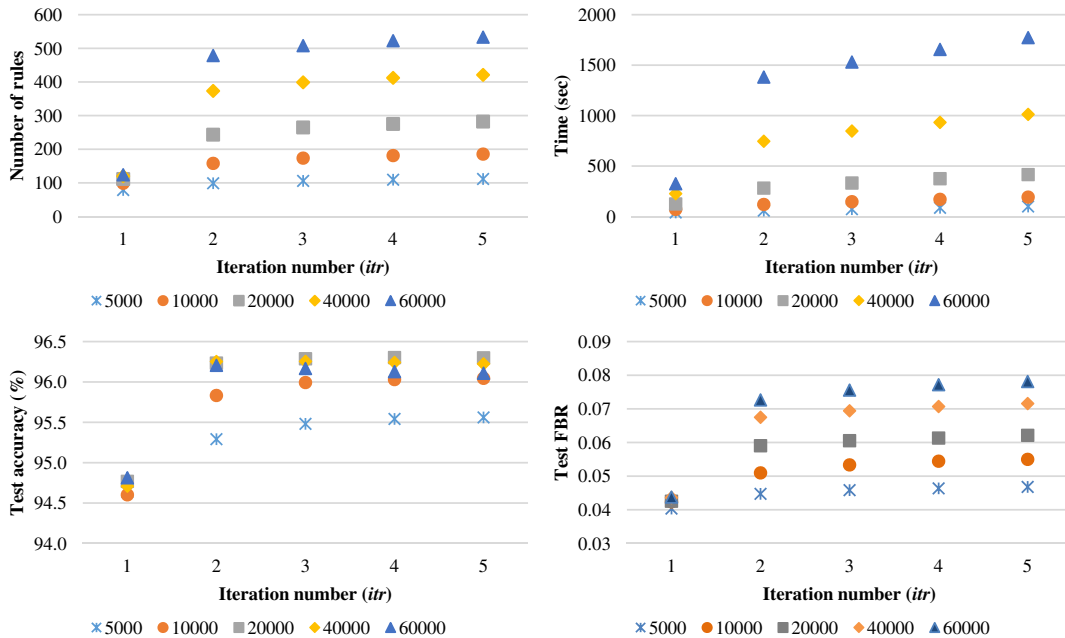 600
500
400
300
200
100
0
Number of rules
1 2 3 4 5
Iteration number (itr)
5000 10000 20000 40000 60000
2000
1500
1000
500
0
Time (sec)
1 2 3 4 5
Iteration number (itr)
5000 10000 20000 40000 60000
96.5
96.0
95.5
95.0
94.5
94.0
Test accuracy (%)
1 2 3 4 5
Iteration number (itr)
5000 10000 20000 40000 60000
0.09
0.08
0.07
0.06
0.05
0.04
0.03
Test FBR
1 2 3 4 5
Iteration number (itr)
5000 10000 20000 40000 60000